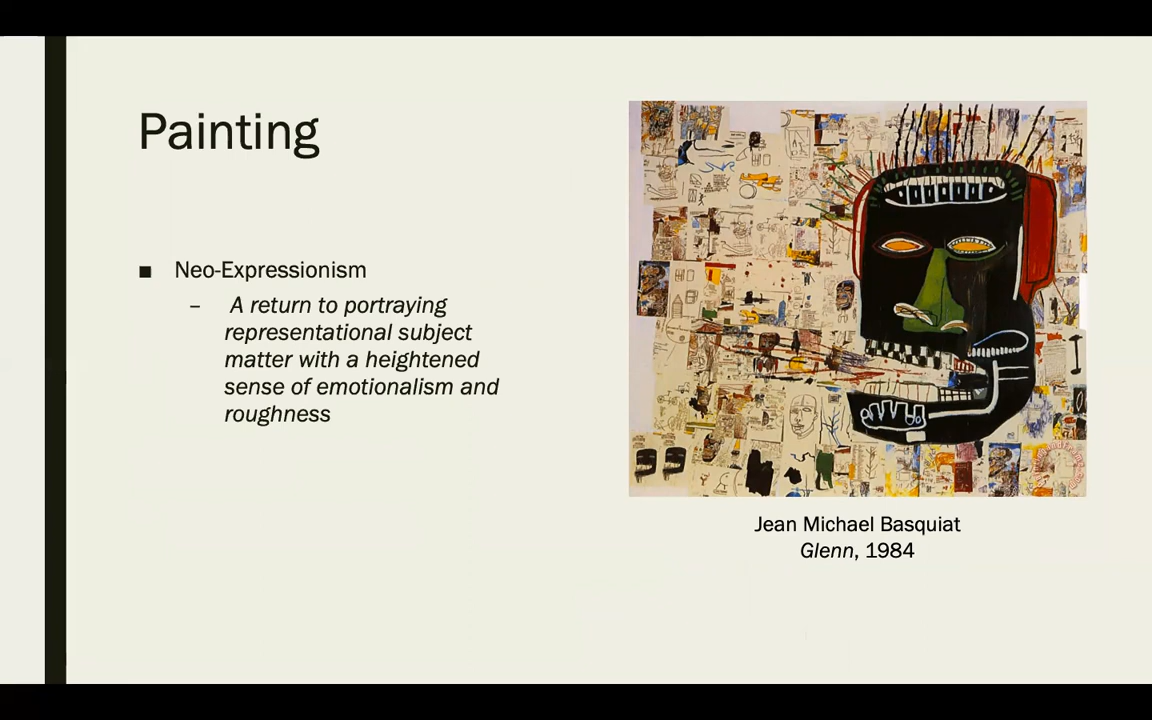 Painting
■ Neo-Expressionism
– A return to portraying
representational subject
matter with a heightened
sense of emotionalism and
roughness
Jean Michael Basquiat
Glenn, 1984